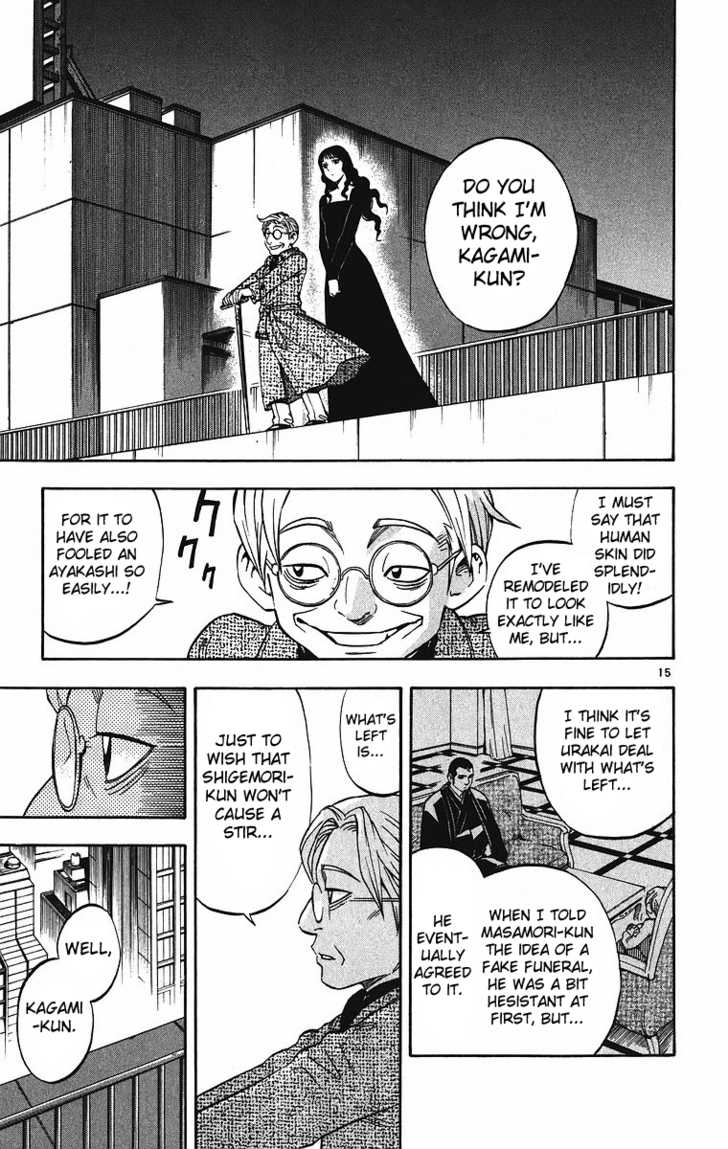 DO YOU
THINK I'M
WRONG,
KAGAMI-
KUN?
I MUST
SAY THAT
HUMAN
SKIN DID
SPLEND-
IDLY!
I'VE
REMODELED
IT TO LOOK
EXACTLY LIKE
ME, BUT...
クククク
FOR IT TO
HAVE ALSO
FOOLED AN
AYAKASHI SO
EASILY...!
15
I THINK IT'S
FINE TO LET
URAKAI DEAL
WITH WHAT'S
LEFT...
WHEN I TOLD
MASAMORI-KUN
THE IDEA OF A
FAKE FUNERAL,
HE WAS A BIT
HESISTANT AT
FIRST, BUT...
HE
EVENT-
UALLY
AGREED
TO IT.
WHAT'S
LEFT
IS...
JUST TO
WISH THAT
SHIGEMORI-
KUN WON'T
CAUSE A
STIR...
WELL,
KAGAMI
-KUN.